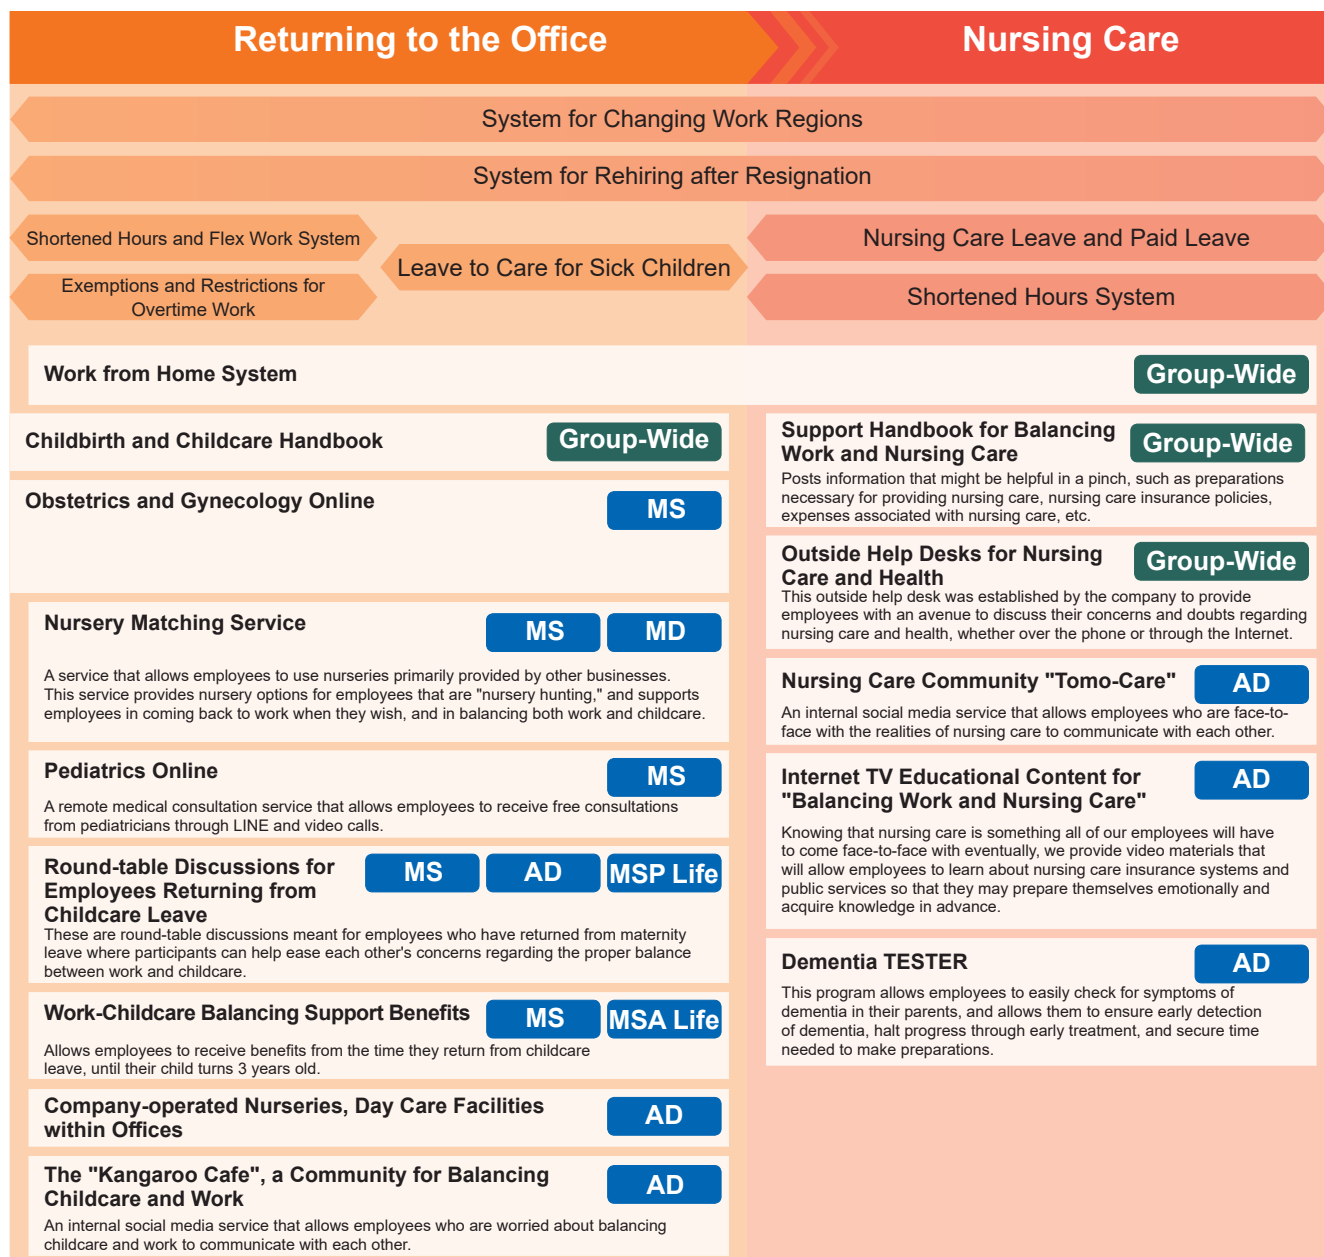 Returning to the Office
Nursing Care
System for Changing Work Regions
System for Rehiring after Resignation
Shortened Hours and Flex Work System
Exemptions and Restrictions for
Overtime Work
Leave to Care for Sick Children
Nursing Care Leave and Paid Leave
Shortened Hours System
Work from Home System
Group-Wide
Childbirth and Childcare Handbook
Group-Wide
Obstetrics and Gynecology Online
MS
Nursery Matching Service
MS
MD
A service that allows employees to use nurseries primarily provided by other businesses.
This service provides nursery options for employees that are "nursery hunting," and supports
employees in coming back to work when they wish, and in balancing both work and childcare.
Pediatrics Online
MS
A remote medical consultation service that allows employees to receive free consultations
from pediatricians through LINE and video calls.
Round-table Discussions for
Employees Returning from
Childcare Leave
MS
AD
MSP Life
These are round-table discussions meant for employees who have returned from maternity
leave where participants can help ease each other's concerns regarding the proper balance
between work and childcare.
Work-Childcare Balancing Support Benefits
MS
MSA Life
Allows employees to receive benefits from the time they return from childcare
leave, until their child turns 3 years old.
Company-operated Nurseries, Day Care Facilities
within Offices
AD
The "Kangaroo Cafe", a Community for Balancing
Childcare and Work
AD
An internal social media service that allows employees who are worried about balancing
childcare and work to communicate with each other.
Support Handbook for Balancing
Work and Nursing Care
Group-Wide
Posts information that might be helpful in a pinch, such as preparations
necessary for providing nursing care, nursing care insurance policies,
expenses associated with nursing care, etc.
Outside Help Desks for Nursing
Care and Health
Group-Wide
This outside help desk was established by the company to provide
employees with an avenue to discuss their concerns and doubts regarding
nursing care and health, whether over the phone or through the Internet.
Nursing Care Community "Tomo-Care"
AD
An internal social media service that allows employees who are face-to-
face with the realities of nursing care to communicate with each other.
Internet TV Educational Content for
"Balancing Work and Nursing Care"
AD
Knowing that nursing care is something all of our employees will have
to come face-to-face with eventually, we provide video materials that
will allow employees to learn about nursing care insurance systems and
public services so that they may prepare themselves emotionally and
acquire knowledge in advance.
Dementia TESTER
AD
This program allows employees to easily check for symptoms of
dementia in their parents, and allows them to ensure early detection
of dementia, halt progress through early treatment, and secure time
needed to make preparations.